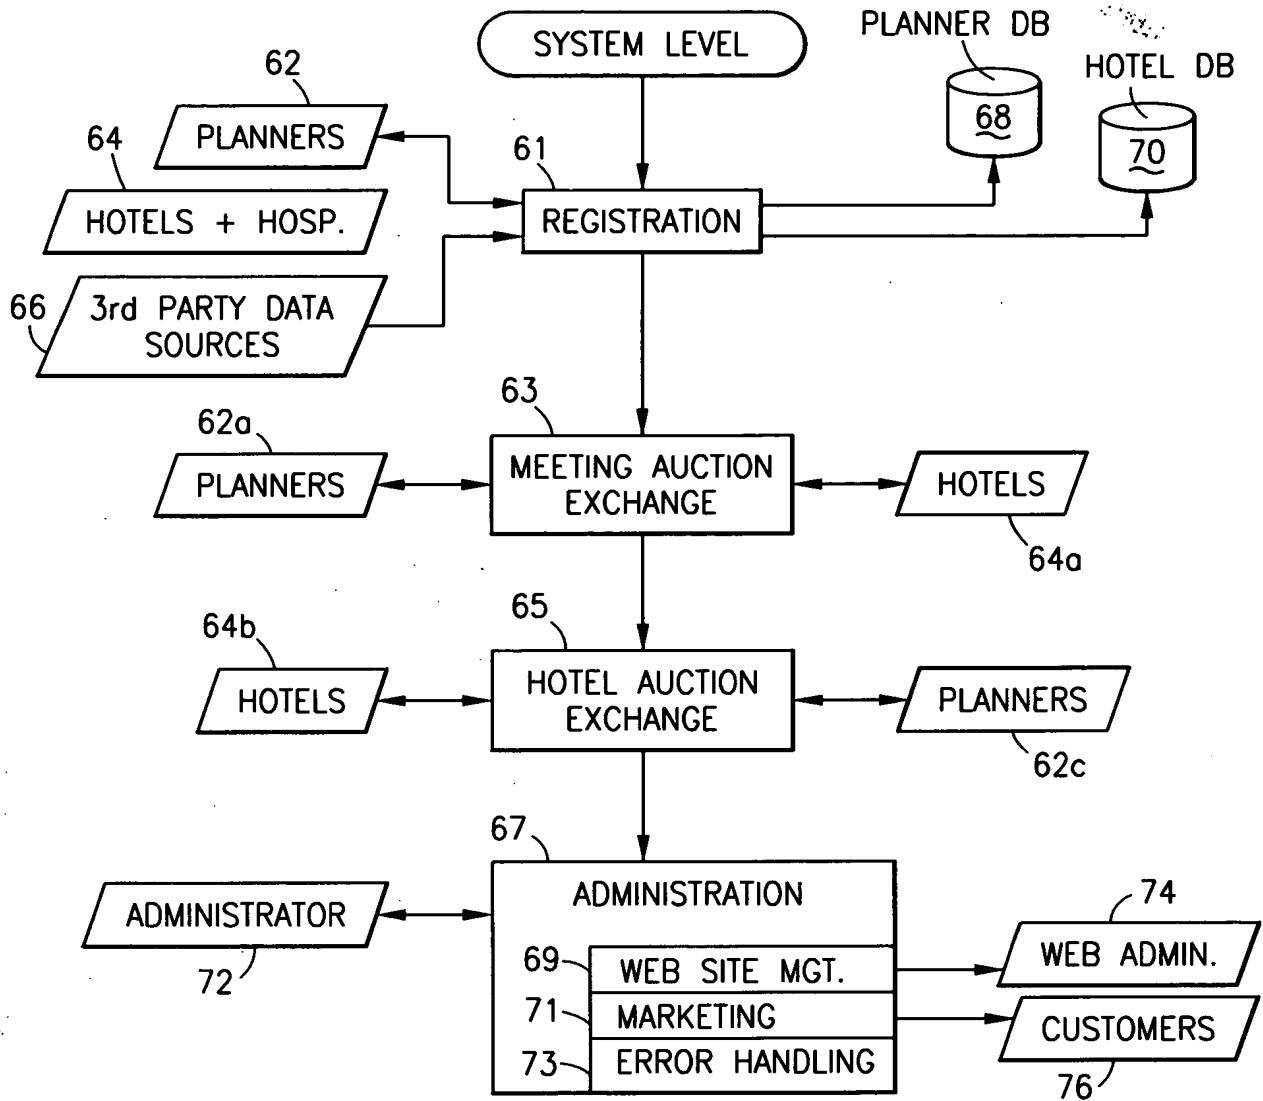 SYSTEM LEVEL
PLANNER DB
HOTEL DB
68
70
62
PLANNERS
64
HOTELS + HOSP.
66
3rd PARTY DATA
SOURCES
61
REGISTRATION
63
MEETING AUCTION
EXCHANGE
62a
PLANNERS
HOTELS
64a
65
HOTEL AUCTION
EXCHANGE
64b
HOTELS
PLANNERS
62c
67
ADMINISTRATION
ADMINISTRATOR
72
69
WEB SITE MGT.
71
MARKETING
73
ERROR HANDLING
74
WEB ADMIN.
CUSTOMERS
76